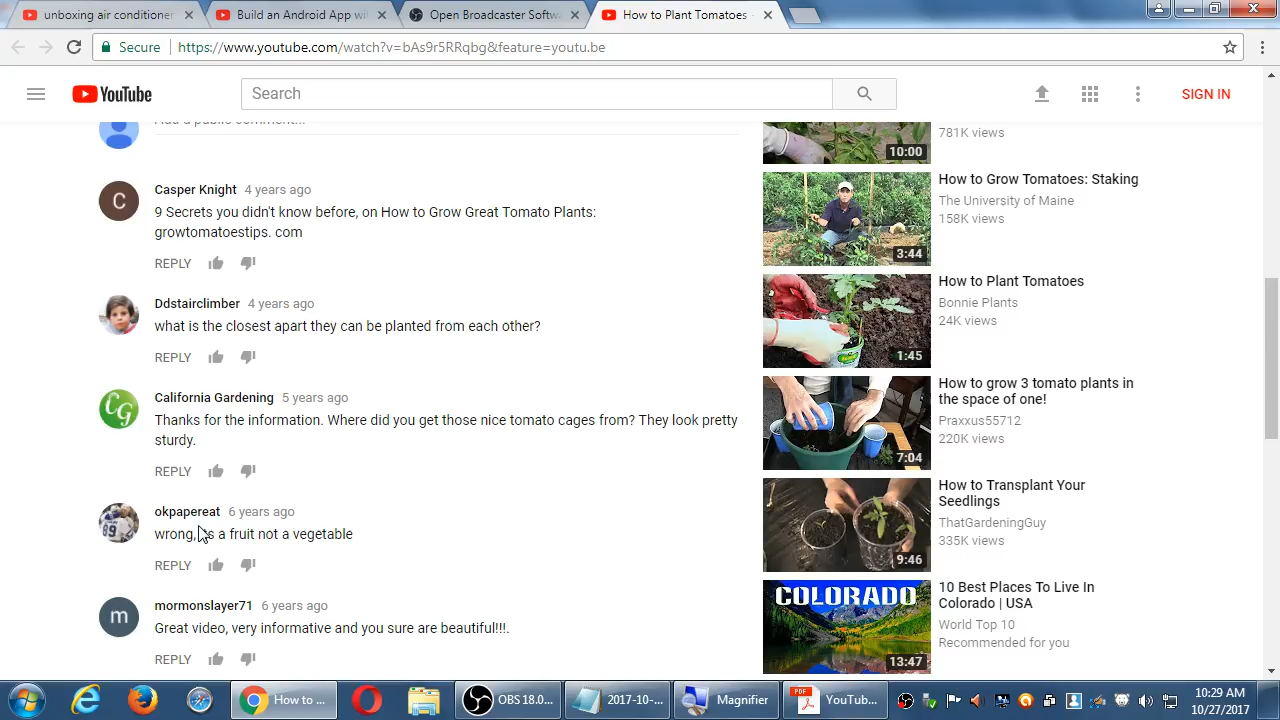 unboxing air conditioner
Build an Android App wi
Open Broadcaster Softw
How to Plant Tomatoes
Secure
https://www.youtube.com/watch?v=bAs9r5RRqbg&feature=youtu.be
YouTube
Search
SIGN IN
Add a public comment...
Casper Knight 4 years ago
9 Secrets you didn't know before, on How to Grow Great Tomato Plants:
growtomatoestips. com
REPLY
Ddstairclimber 4 years ago
what is the closest apart they can be planted from each other?
REPLY
CG
California Gardening 5 years ago
Thanks for the information. Where did you get those nice tomato cages from? They look pretty
sturdy.
REPLY
89
okpapereat 6 years ago
wrong, a fruit not a vegetable
REPLY
m
mormonslayer71 6 years ago
Great video, very informative and you sure are beautiful!!!.
REPLY
10:00
781K views
3:44
How to Grow Tomatoes: Staking
The University of Maine
158K views
1:45
How to Plant Tomatoes
Bonnie Plants
24K views
7:04
How to grow 3 tomato plants in
the space of one!
Praxxus55712
220K views
9:46
How to Transplant Your
Seedlings
ThatGardeningGuy
335K views
COLORADO
13:47
10 Best Places To Live In
Colorado | USA
World Top 10
Recommended for you
How to ...
OBS 18.0....
2017-10-...
Magnifier
PDF
YouTub...
10:29 AM
10/27/2017